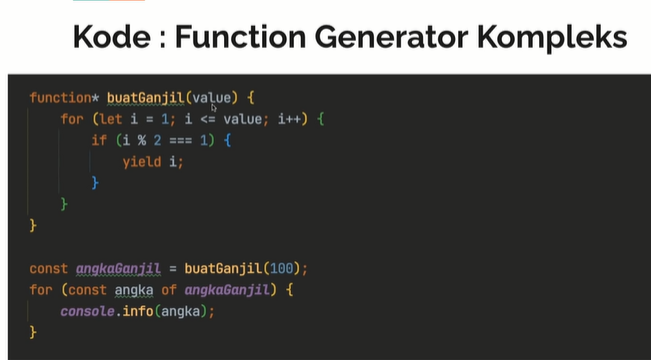 Kode : Function Generator Kompleks
function* buatGanjil(value) {
    for (let i = 1; i <= value; i++) {
        if (i % 2 === 1) {
            yield i;
        }
    }
}
const angkaGanjil = buatGanjil(100);
for (const angka of angkaGanjil) {
    console.info(angka);
}